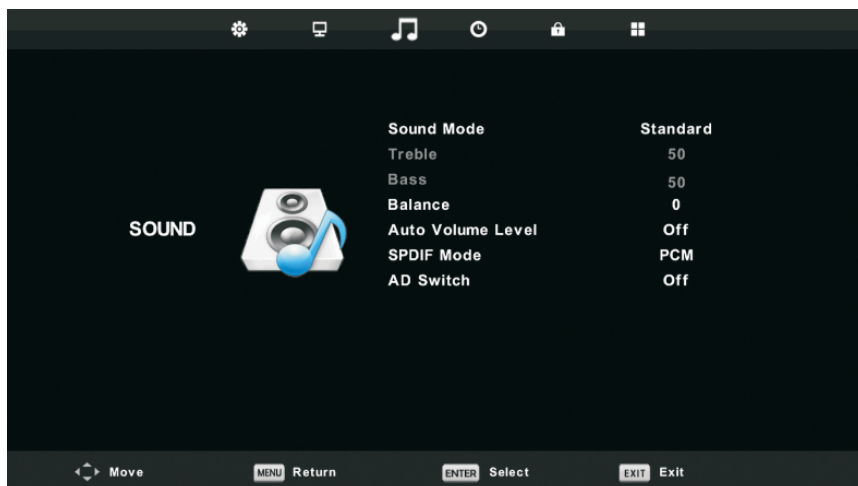 Sound Mode Standard
Treble 50
Bass 50
SOUND
Balance 0
Auto Volume Level Off
SPDIF Mode PCM
AD Switch Off
Move MENU Return ENTER Select EXIT Exit